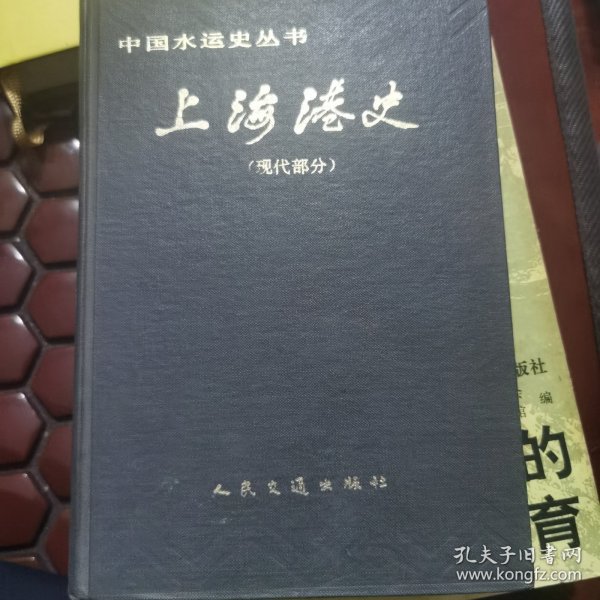 中国水运史丛书
上海港史
(现代部分)
人民交通出版社
版社
编
的
育
孔夫子旧书网
www.kongfz.com